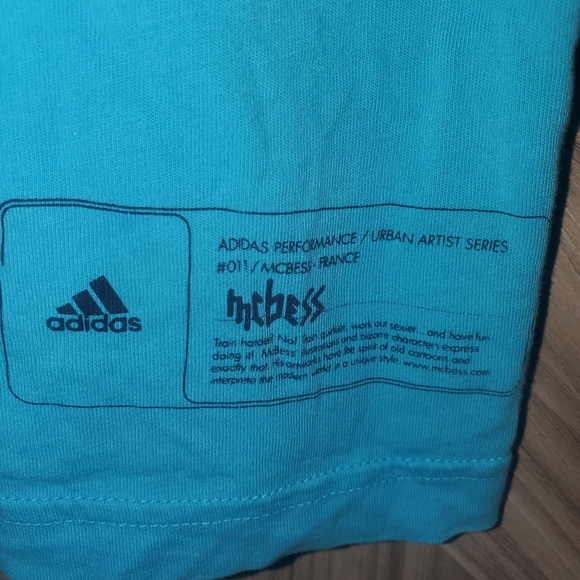 adidas
ADIDAS PERFORMANCE / URBAN ARTIST SERIES
#011 / MCBESS - FRANCE
mcbess
Train harder? No! Train quirkier, work out sexier... and have fun
doing it! McBess' illustrations and bizarre characters express
exactly that. His artworks have the spirit of old cartoons and
interprete the modern world in a unique style. www.mcbess.com